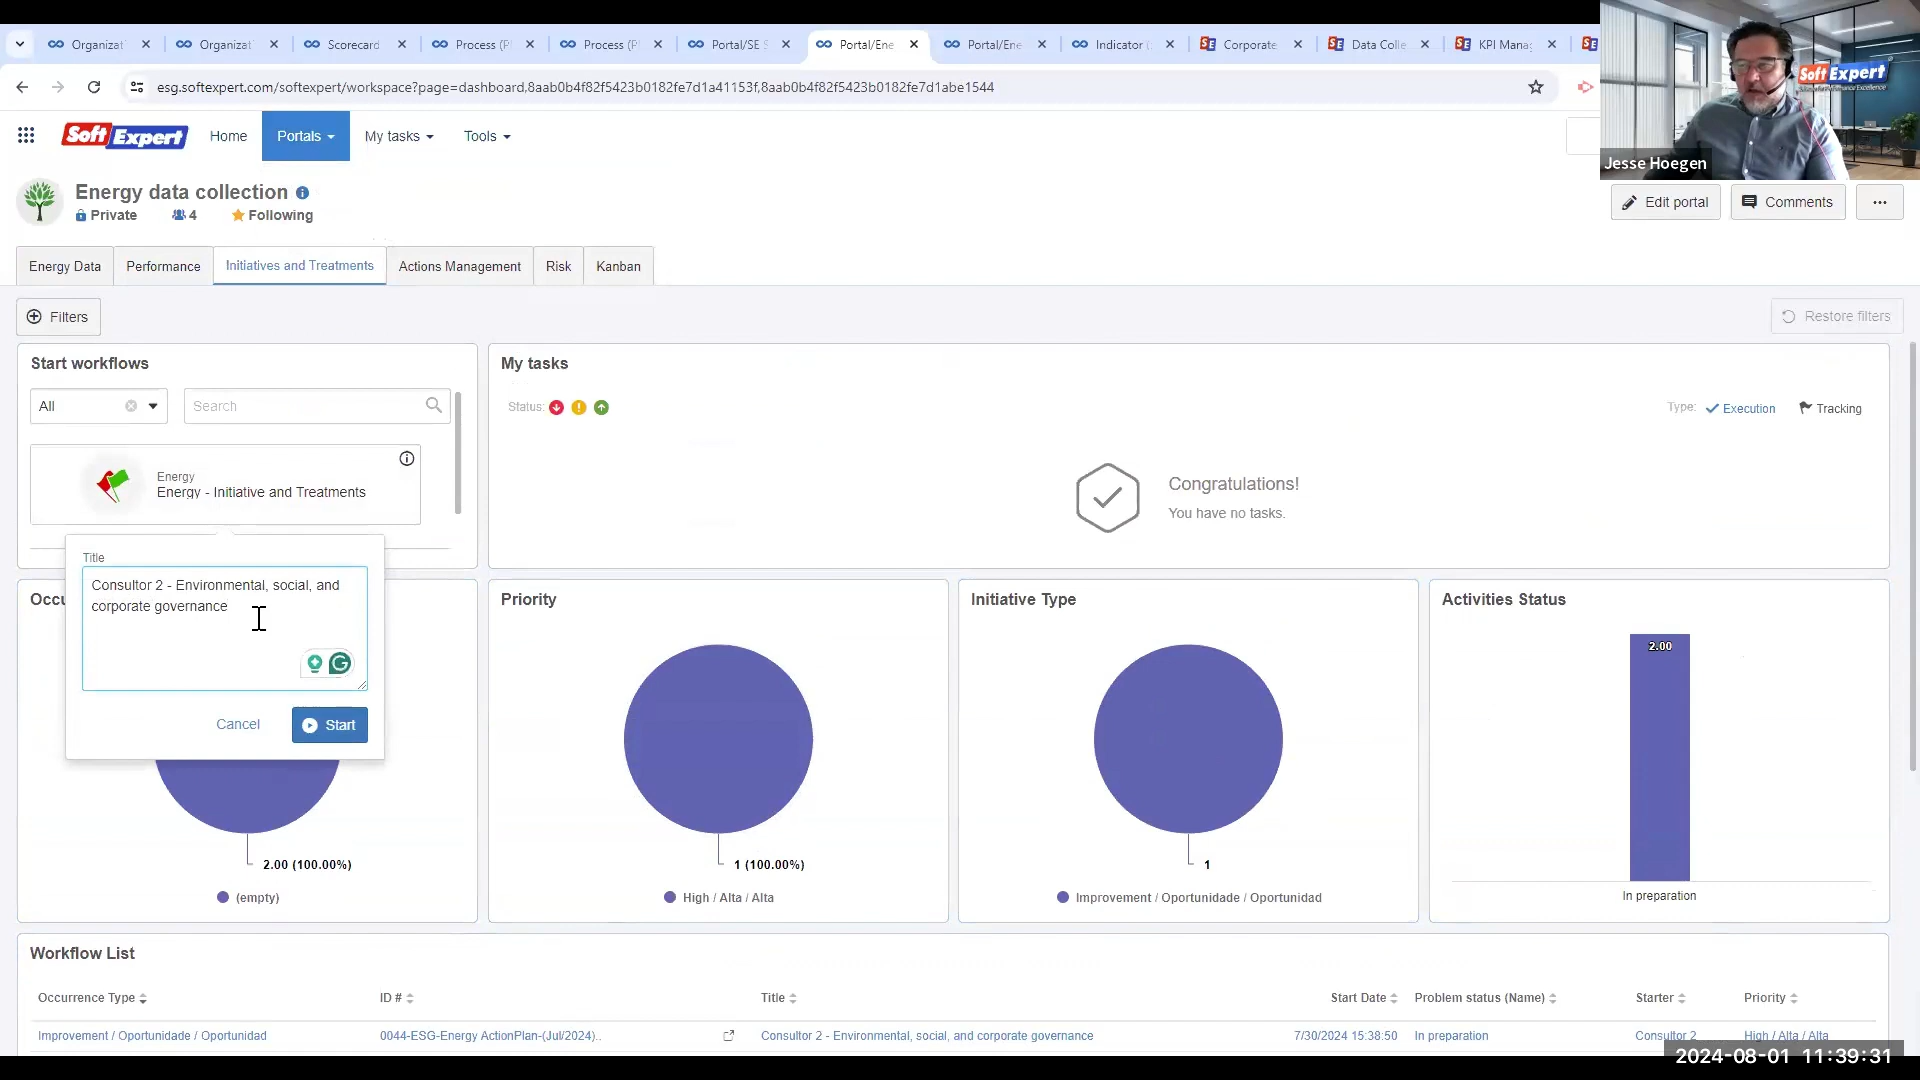 Organizat
Organizat
Scorecard
Process (P
Process (P
Portal/SE S
Portal/Ene
Portal/Ene
Indicator (
Corporate
Data Colle
KPI Mana
esg.softexpert.com/softexpert/workspace?page=dashboard,8aab0b4f82f5423b0182fe7d1a41153f,8aab0b4f82f5423b0182fe7d1abe1544
SoftExpert
Jesse Hoegen
SoftExpert
Home
Portals
My tasks
Tools
Energy data collection
Private
4
Following
Edit portal
Comments
Energy Data
Performance
Initiatives and Treatments
Actions Management
Risk
Kanban
Filters
Restore filters
Start workflows
All
Search
Energy
Energy - Initiative and Treatments
My tasks
Status:
Type:
Execution
Tracking
Congratulations!
You have no tasks.
Title
Consultor 2 - Environmental, social, and
corporate governance
Cancel
Start
Occu
2.00 (100.00%)
(empty)
Priority
1 (100.00%)
High / Alta / Alta
Initiative Type
1
Improvement / Oportunidade / Oportunidad
Activities Status
2.00
In preparation
Workflow List
Occurrence Type
ID #
Title
Start Date
Problem status (Name)
Starter
Priority
Improvement / Oportunidade / Oportunidad
0044-ESG-Energy ActionPlan-(Jul/2024)..
Consultor 2 - Environmental, social, and corporate governance
7/30/2024 15:38:50
In preparation
Consultor 2
High / Alta / Alta
2024-08-01 11:39:31